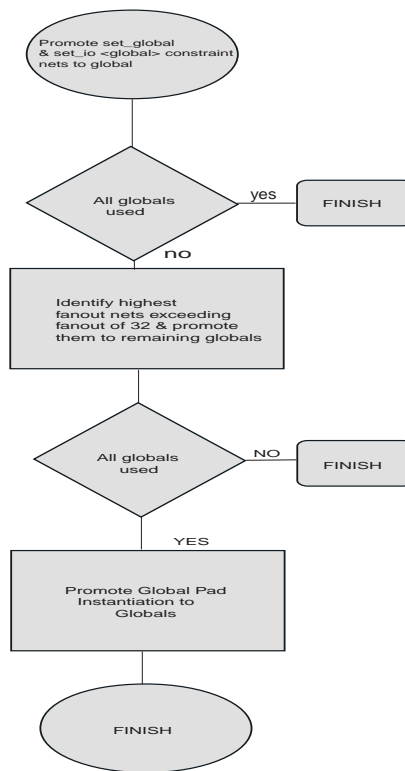 Promote set_global
& set_io <global> constraint
nets to global
All globals
used
yes
FINISH
no
Identify highest
fanout nets exceeding
fanout of 32 & promote
them to remaining globals
All globals
used
NO
FINISH
YES
Promote Global Pad
Instantiation to
Globals
FINISH